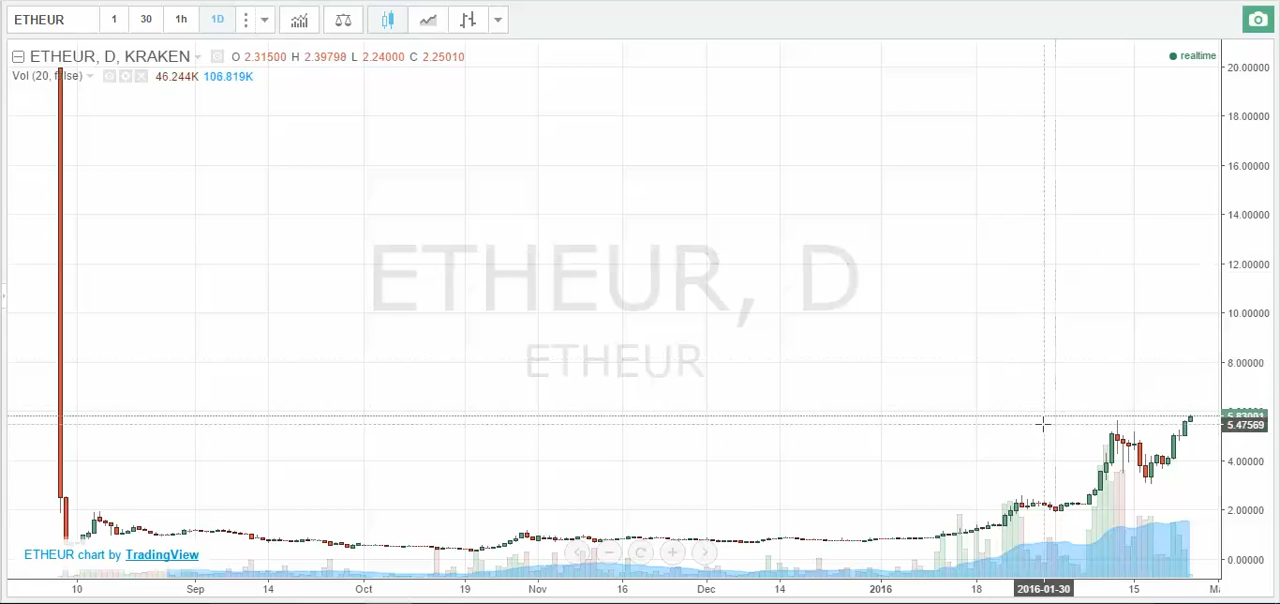 ETHEUR 1 30 1h 1D
ETHEUR, D, KRAKEN O 2.31500 H 2.39798 L 2.24000 C 2.25010
realtime
Vol (20, false) 46.244K 106.819K
20.00000
18.00000
16.00000
14.00000
12.00000
10.00000
8.00000
5.83001
5.47569
4.00000
2.00000
0.00000
ETHEUR, D
ETHEUR
ETHEUR chart by TradingView
10 Sep 14 Oct 19 Nov 16 Dec 14 2016 18 2016-01-30 15